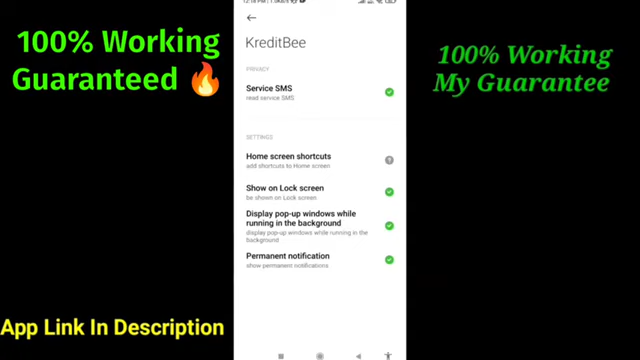 100% Working
Guaranteed 🔥
KreditBee
PRIVACY
Service SMS
read service SMS
SETTINGS
Home screen shortcuts
add shortcuts to Home screen
Show on Lock screen
be shown on Lock screen
Display pop-up windows while
running in the background
display pop-up windows while running in the
background
Permanent notification
show permanent notifications
100% Working
My Guarantee
App Link In Description